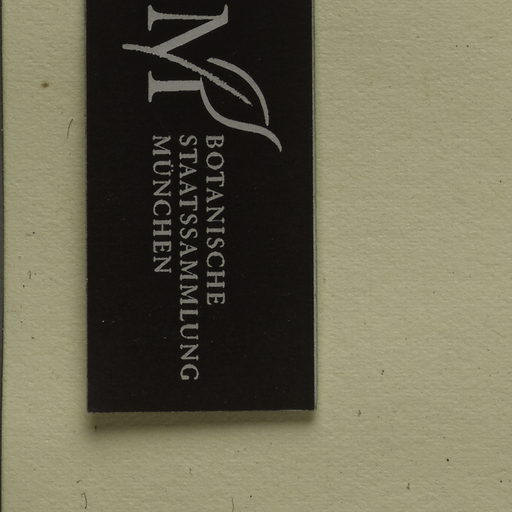 M
BOTANISCHE
STAATSSAMMLUNG
MÜNCHEN